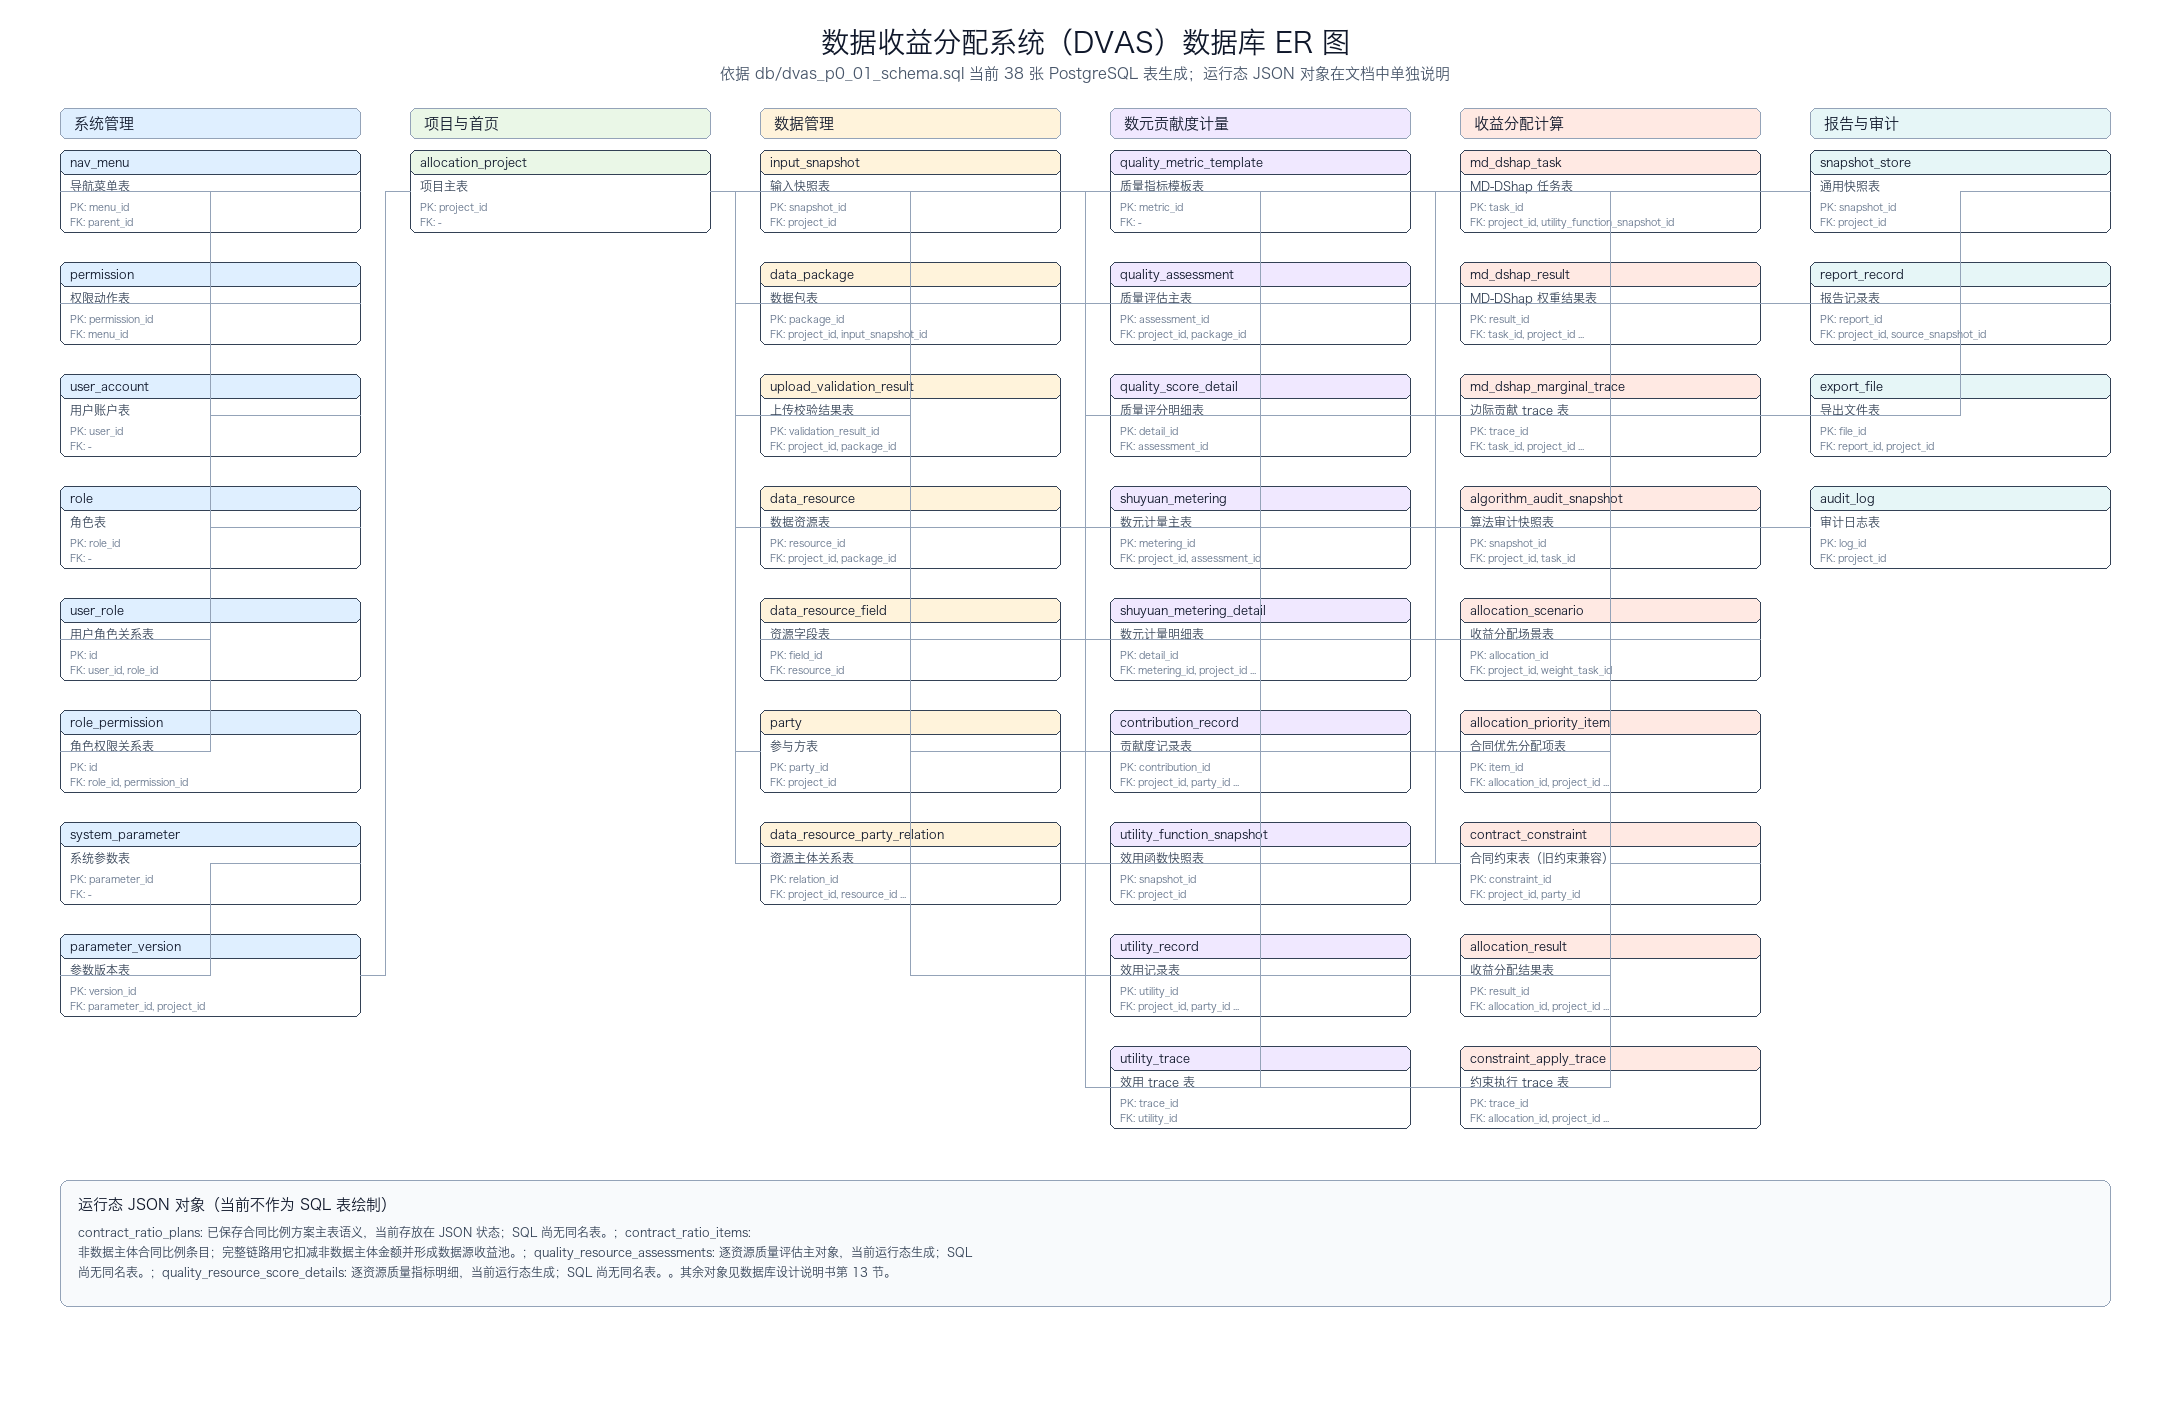 数据收益分配系统（DVAS）数据库 ER 图
依据 db/dvas_p0_01_schema.sql 当前 38 张 PostgreSQL 表生成；运行态 JSON 对象在文档中单独说明
系统管理
nav_menu
导航菜单表
PK: menu_id
FK: parent_id
permission
权限动作表
PK: permission_id
FK: menu_id
user_account
用户账户表
PK: user_id
FK: -
role
角色表
PK: role_id
FK: -
user_role
用户角色关系表
PK: id
FK: user_id, role_id
role_permission
角色权限关系表
PK: id
FK: role_id, permission_id
system_parameter
系统参数表
PK: parameter_id
FK: -
parameter_version
参数版本表
PK: version_id
FK: parameter_id, project_id
项目与首页
allocation_project
项目主表
PK: project_id
FK: -
数据管理
input_snapshot
输入快照表
PK: snapshot_id
FK: project_id
data_package
数据包表
PK: package_id
FK: project_id, input_snapshot_id
upload_validation_result
上传校验结果表
PK: validation_result_id
FK: project_id, package_id
data_resource
数据资源表
PK: resource_id
FK: project_id, package_id
data_resource_field
资源字段表
PK: field_id
FK: resource_id
party
参与方表
PK: party_id
FK: project_id
data_resource_party_relation
资源主体关系表
PK: relation_id
FK: project_id, resource_id ...
数元贡献度计量
quality_metric_template
质量指标模板表
PK: metric_id
FK: -
quality_assessment
质量评估主表
PK: assessment_id
FK: project_id, package_id
quality_score_detail
质量评分明细表
PK: detail_id
FK: assessment_id
shuyuan_metering
数元计量主表
PK: metering_id
FK: project_id, assessment_id
shuyuan_metering_detail
数元计量明细表
PK: detail_id
FK: metering_id, project_id ...
contribution_record
贡献度记录表
PK: contribution_id
FK: project_id, party_id ...
utility_function_snapshot
效用函数快照表
PK: snapshot_id
FK: project_id
utility_record
效用记录表
PK: utility_id
FK: project_id, party_id ...
utility_trace
效用 trace 表
PK: trace_id
FK: utility_id
收益分配计算
md_dshap_task
MD-DShap 任务表
PK: task_id
FK: project_id, utility_function_snapshot_id
md_dshap_result
MD-DShap 权重结果表
PK: result_id
FK: task_id, project_id ...
md_dshap_marginal_trace
边际贡献 trace 表
PK: trace_id
FK: task_id, project_id ...
algorithm_audit_snapshot
算法审计快照表
PK: snapshot_id
FK: project_id, task_id
allocation_scenario
收益分配场景表
PK: allocation_id
FK: project_id, weight_task_id
allocation_priority_item
合同优先分配项表
PK: item_id
FK: allocation_id, project_id ...
contract_constraint
合同约束表（旧约束兼容）
PK: constraint_id
FK: project_id, party_id
allocation_result
收益分配结果表
PK: result_id
FK: allocation_id, project_id ...
constraint_apply_trace
约束执行 trace 表
PK: trace_id
FK: allocation_id, project_id ...
报告与审计
snapshot_store
通用快照表
PK: snapshot_id
FK: project_id
report_record
报告记录表
PK: report_id
FK: project_id, source_snapshot_id
export_file
导出文件表
PK: file_id
FK: report_id, project_id
audit_log
审计日志表
PK: log_id
FK: project_id
运行态 JSON 对象（当前不作为 SQL 表绘制）
contract_ratio_plans: 已保存合同比例方案主表语义，当前存放在 JSON 状态；SQL 尚无同名表。；contract_ratio_items:
非数据主体合同比例条目；完整链路用它扣减非数据主体金额并形成数据源收益池。；quality_resource_assessments: 逐资源质量评估主对象，当前运行态生成；SQL
尚无同名表。；quality_resource_score_details: 逐资源质量指标明细，当前运行态生成；SQL 尚无同名表。。其余对象见数据库设计说明书第 13 节。